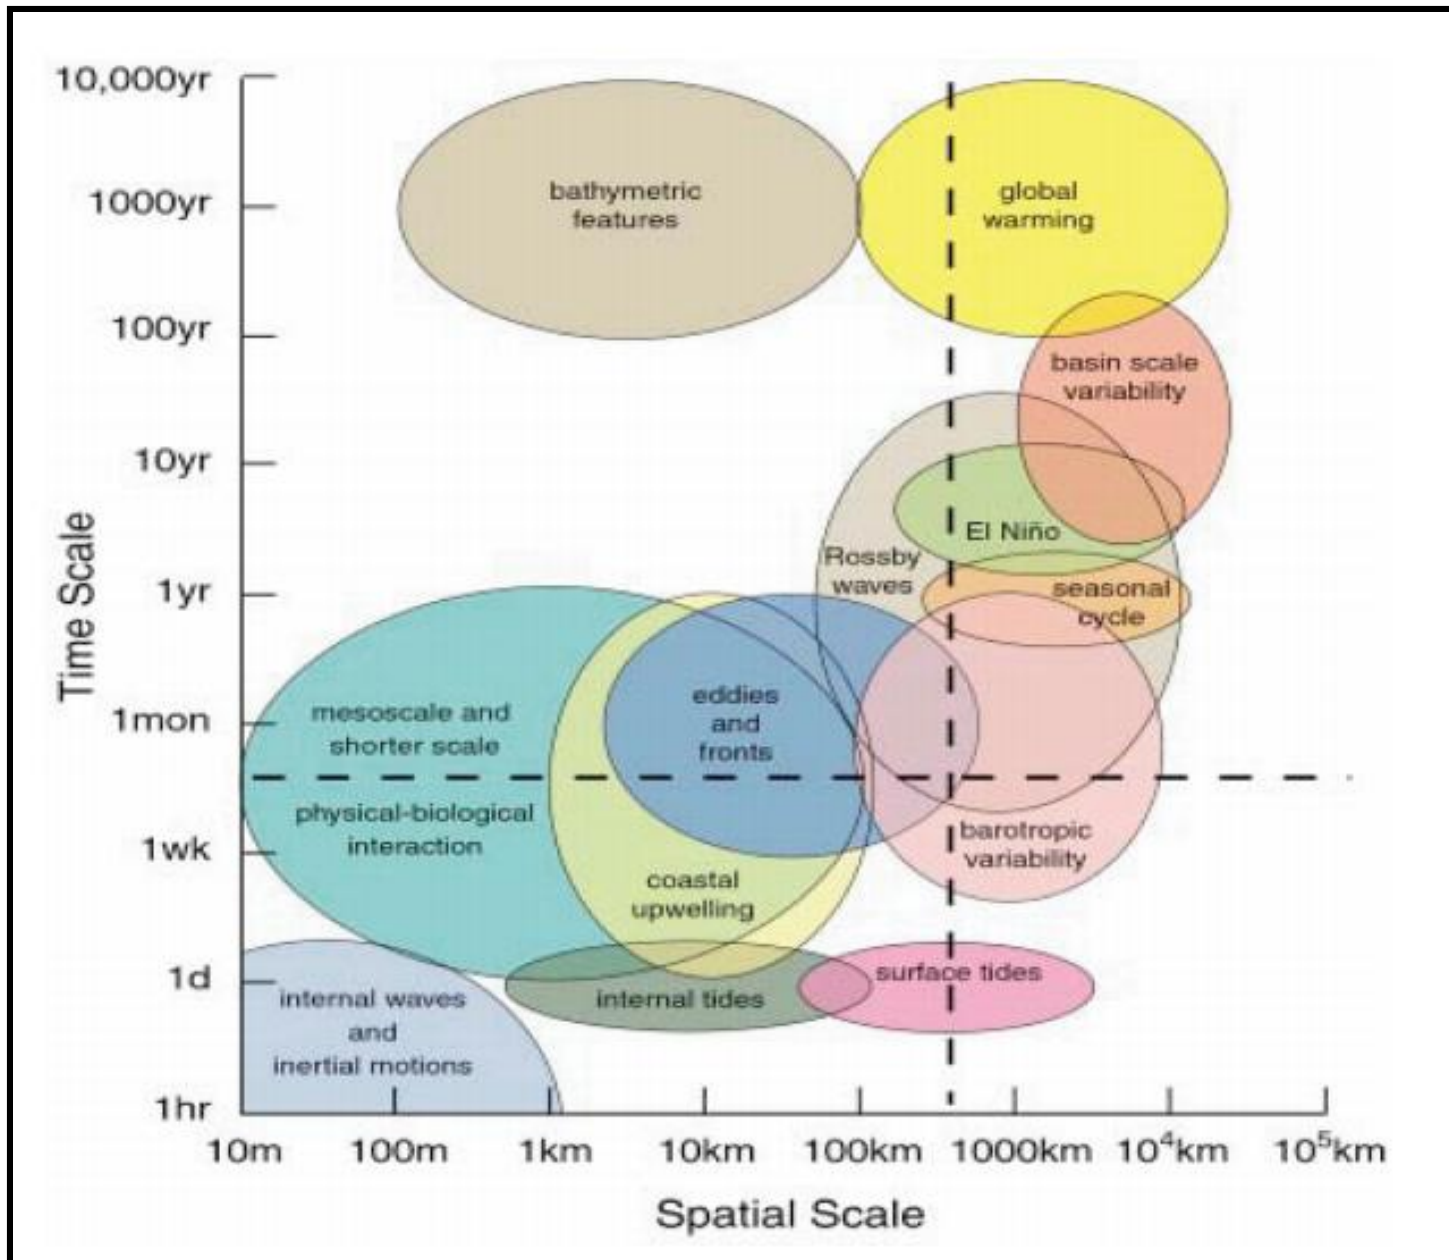 10,000yr
1000yr
100yr
10yr
1yr
1mon
1wk
1d
1hr
Time Scale
bathymetric
features
global
warming
basin scale
variability
El Niño
Rossby
waves
seasonal
cycle
mesoscale and
shorter scale
physical-biological
interaction
eddies
and
fronts
barotropic
variability
coastal
upwelling
surface tides
internal tides
internal waves
and
inertial motions
10m 100m 1km 10km 100km 1000km 10⁴km 10⁵km
Spatial Scale